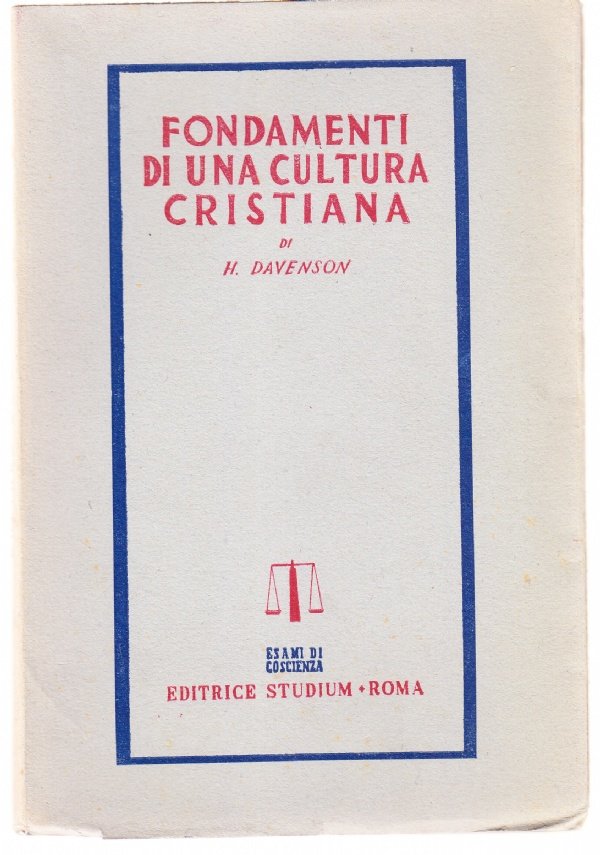 FONDAMENTI
DI UNA CULTURA
CRISTIANA
DI
H. DAVENSON
ESAMI DI
COSCIENZA
EDITRICE STUDIUM • ROMA